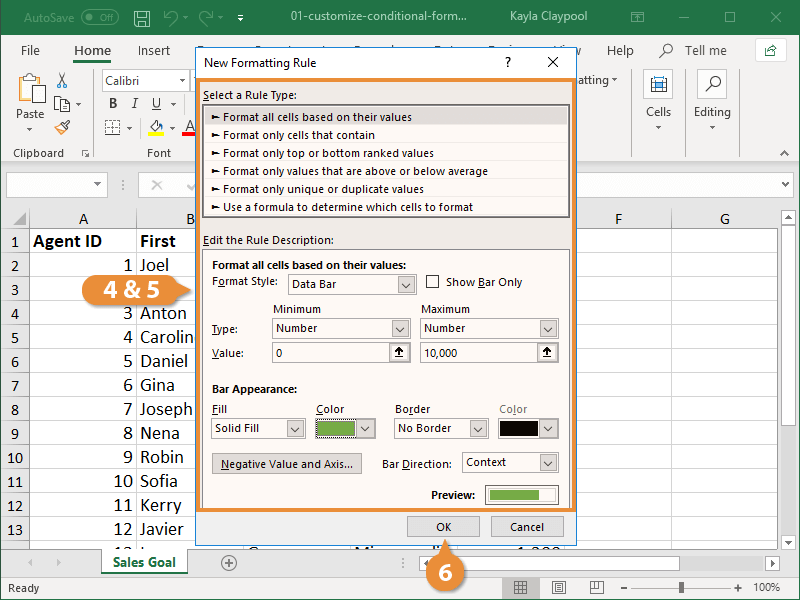 AutoSave Off 01-customize-conditional-form... Kayla Claypool
File Home Insert Help Tell me
Paste
Clipboard
Calibri
B I U
A
Font
atting
Cells
Editing
New Formatting Rule ?
Select a Rule Type:
► Format all cells based on their values
► Format only cells that contain
► Format only top or bottom ranked values
► Format only values that are above or below average
► Format only unique or duplicate values
► Use a formula to determine which cells to format
Edit the Rule Description:
Format all cells based on their values:
Format Style: Data Bar Show Bar Only
Minimum Maximum
Type: Number Number
Value: 0 10,000
Bar Appearance:
Fill Color Border Color
Solid Fill No Border
Negative Value and Axis... Bar Direction: Context
Preview:
OK Cancel
4 & 5
6
A B F G
1 Agent ID First
2 1 Joel
3
4 3 Anton
5 4 Carolin
6 5 Daniel
7 6 Gina
8 7 Joseph
9 8 Nena
10 9 Robin
11 10 Sofia
12 11 Kerry
13 12 Javier
Sales Goal
Ready 100%